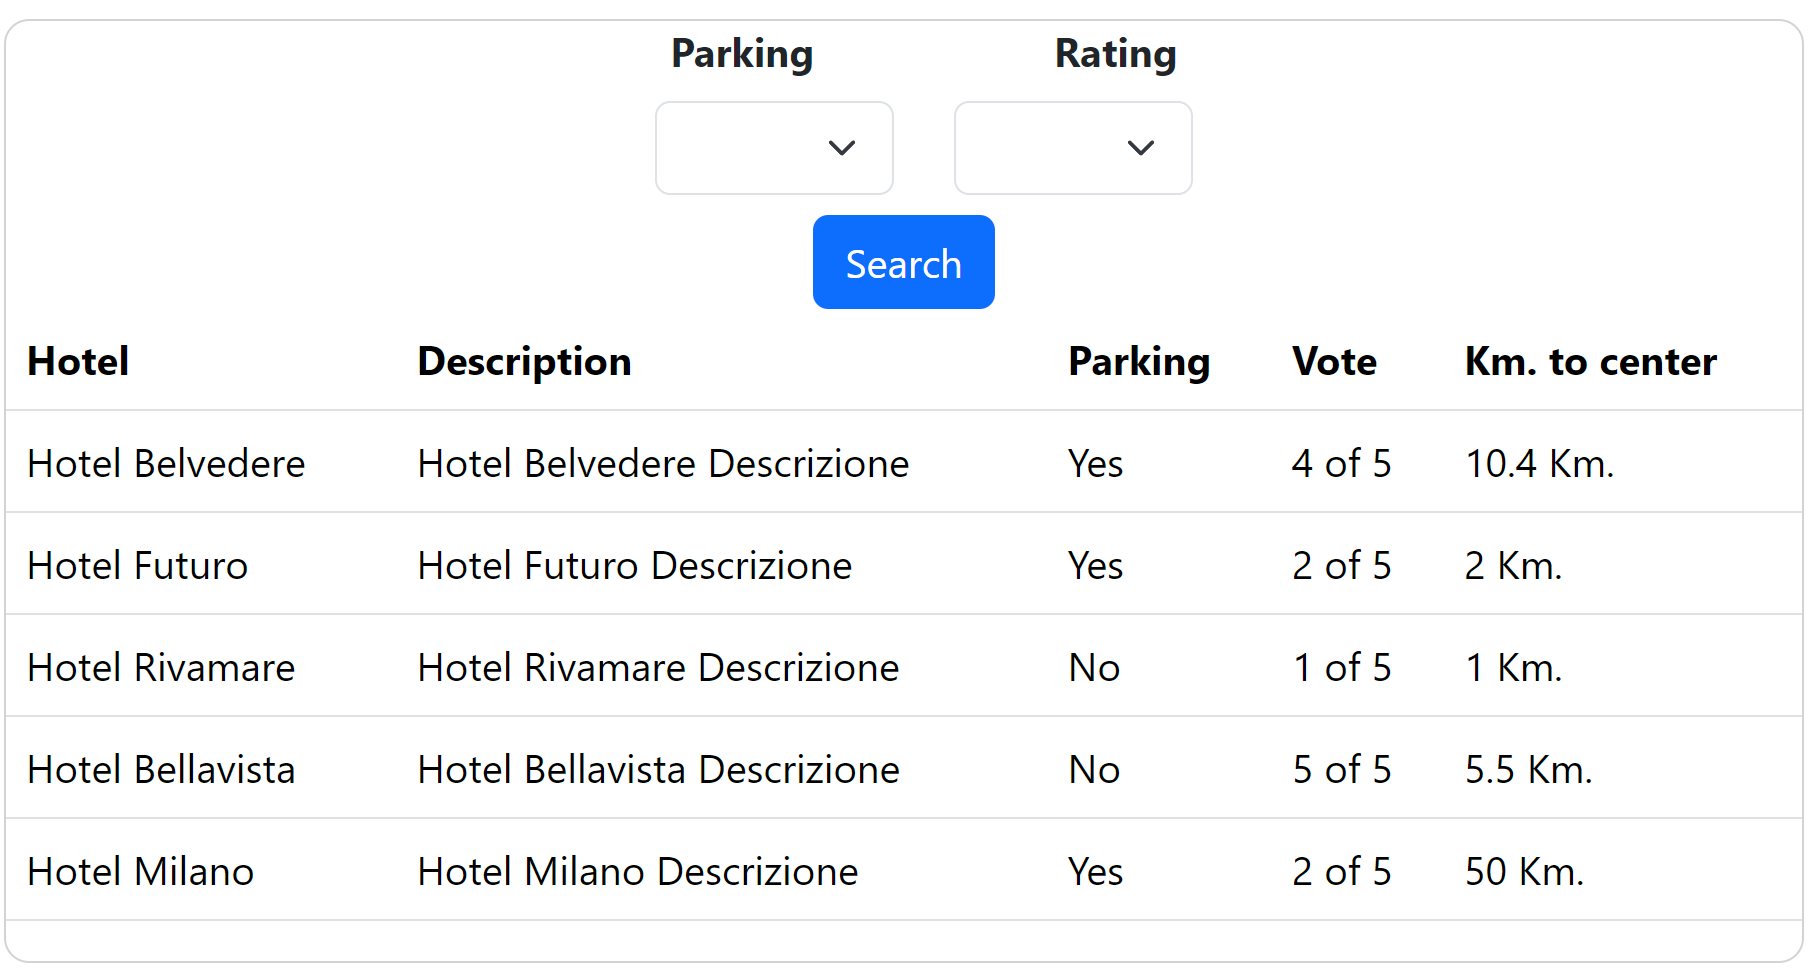 Parking Rating
Search
Hotel Description Parking Vote Km. to center
Hotel Belvedere Hotel Belvedere Descrizione Yes 4 of 5 10.4 Km.
Hotel Futuro Hotel Futuro Descrizione Yes 2 of 5 2 Km.
Hotel Rivamare Hotel Rivamare Descrizione No 1 of 5 1 Km.
Hotel Bellavista Hotel Bellavista Descrizione No 5 of 5 5.5 Km.
Hotel Milano Hotel Milano Descrizione Yes 2 of 5 50 Km.